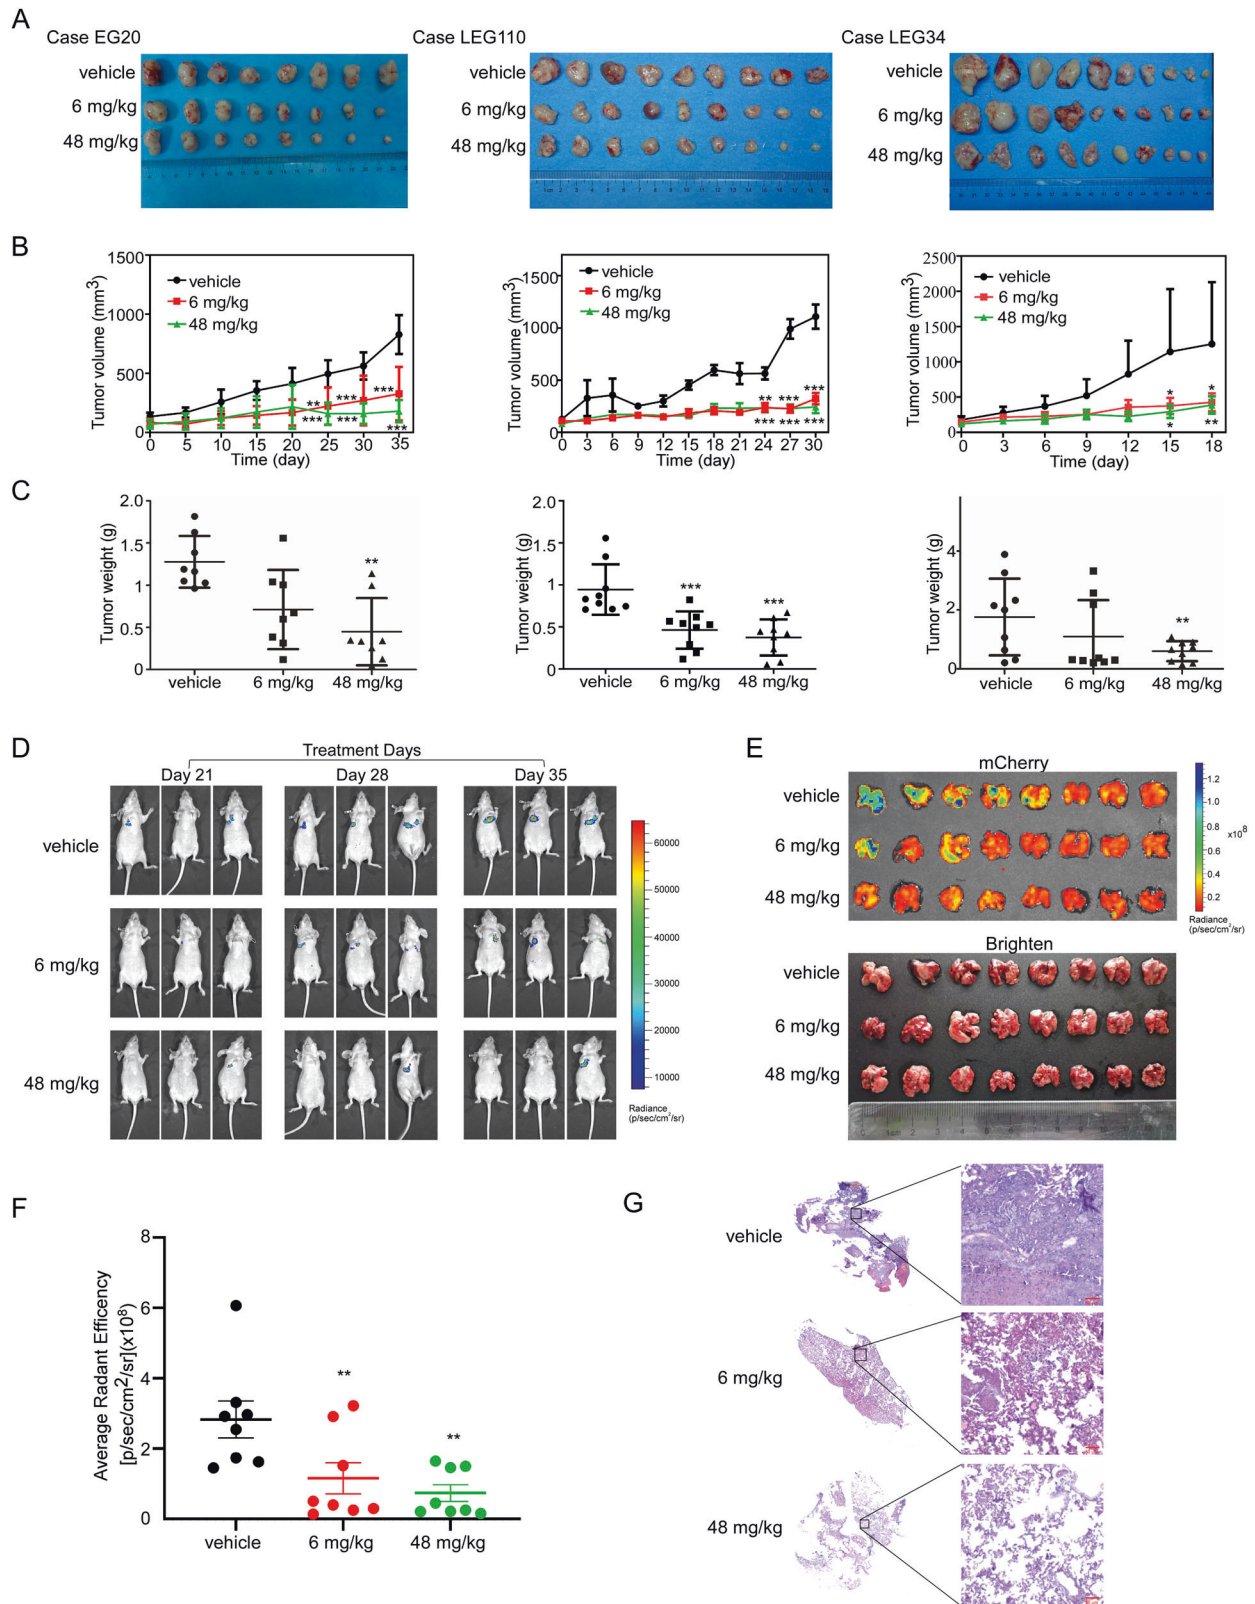 A
Case EG20
Case LEG110
Case LEG34
vehicle
6 mg/kg
48 mg/kg
vehicle
6 mg/kg
48 mg/kg
vehicle
6 mg/kg
48 mg/kg
B
Tumor volume (mm3)
1500
1000
500
0
vehicle
6 mg/kg
48 mg/kg
** *** ***
*** *** ***
0 5 10 15 20 25 30 35
Time (day)
Tumor volume (mm3)
1500
1000
500
0
vehicle
6 mg/kg
48 mg/kg
** *** ***
*** *** ***
0 3 6 9 12 15 18 21 24 27 30
Time (day)
Tumor volume (mm3)
2500
2000
1500
1000
500
0
vehicle
6 mg/kg
48 mg/kg
* *
* **
0 3 6 9 12 15 18
Time (day)
C
Tumor weight (g)
2.0
1.5
1
0.5
0
**
vehicle 6 mg/kg 48 mg/kg
Tumor weight (g)
2.0
1.5
1
0.5
0
*** ***
vehicle 6 mg/kg 48 mg/kg
Tumor weight (g)
4
2
0
**
vehicle 6 mg/kg 48 mg/kg
D
Treatment Days
Day 21 Day 28 Day 35
vehicle
6 mg/kg
48 mg/kg
60000
50000
40000
30000
20000
10000
Radiance
(p/sec/cm2/sr)
E
mCherry
vehicle
6 mg/kg
48 mg/kg
1.2
1.0
0.8
0.6
0.4
0.2
x10^8
Radiance
(p/sec/cm2/sr)
Brighten
vehicle
6 mg/kg
48 mg/kg
F
Average Radant Efficency
[p/sec/cm2/sr](x10^8)
8
6
4
2
0
** **
vehicle 6 mg/kg 48 mg/kg
G
vehicle
6 mg/kg
48 mg/kg